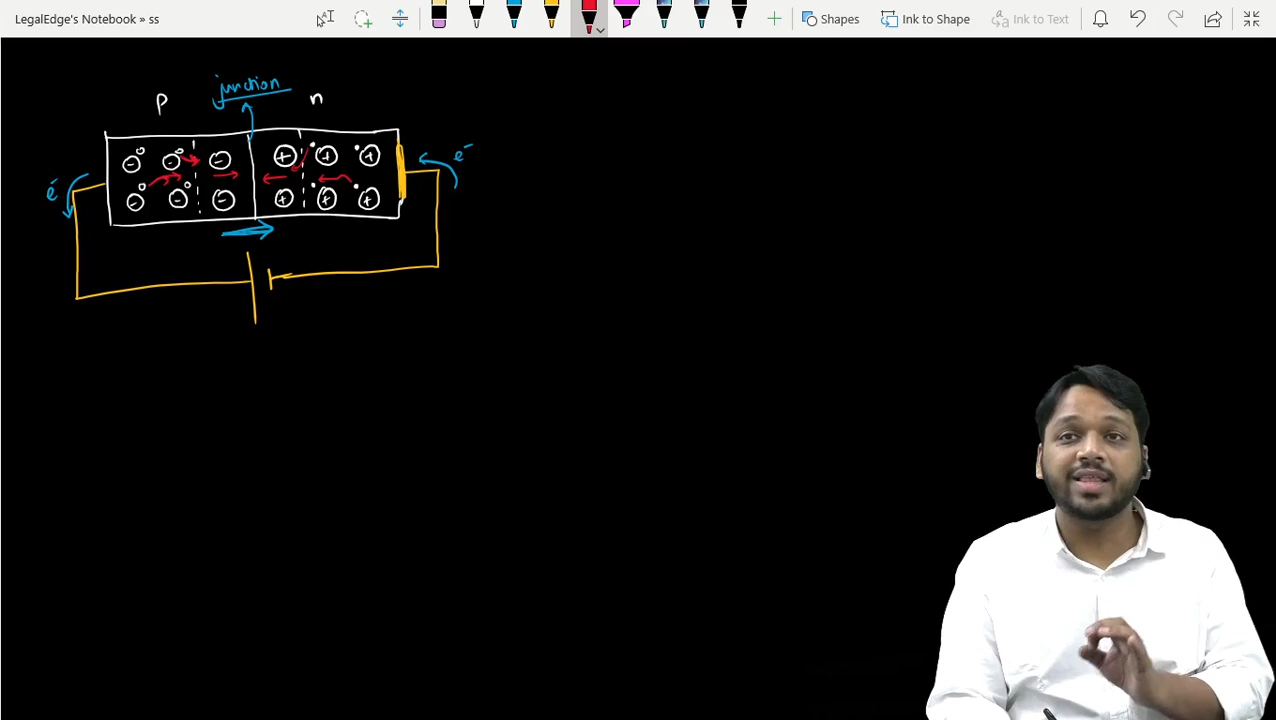 LegalEdge's Notebook » ss
Shapes
Ink to Shape
Ink to Text
junction
p
n
e⁻
e⁻